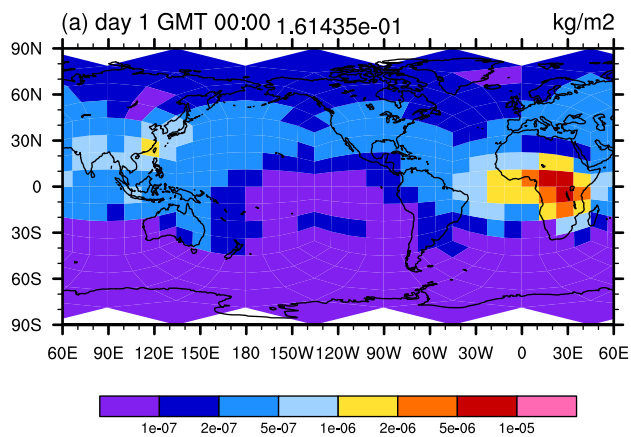 (a) day 1 GMT 00:00 1.61435e-01 kg/m2
90N
60N
30N
0
30S
60S
90S
60E 90E 120E 150E 180 150W 120W 90W 60W 30W 0 30E 60E
1e-07 2e-07 5e-07 1e-06 2e-06 5e-06 1e-05